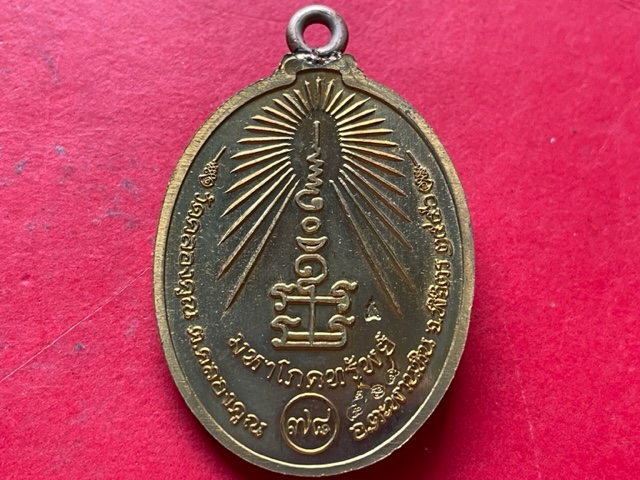 วัดคลองคูณ ต.คลองคูณ อ.ตะพานหิน จ.พิจิตร
มหาโภคทรัพย์
๗๘